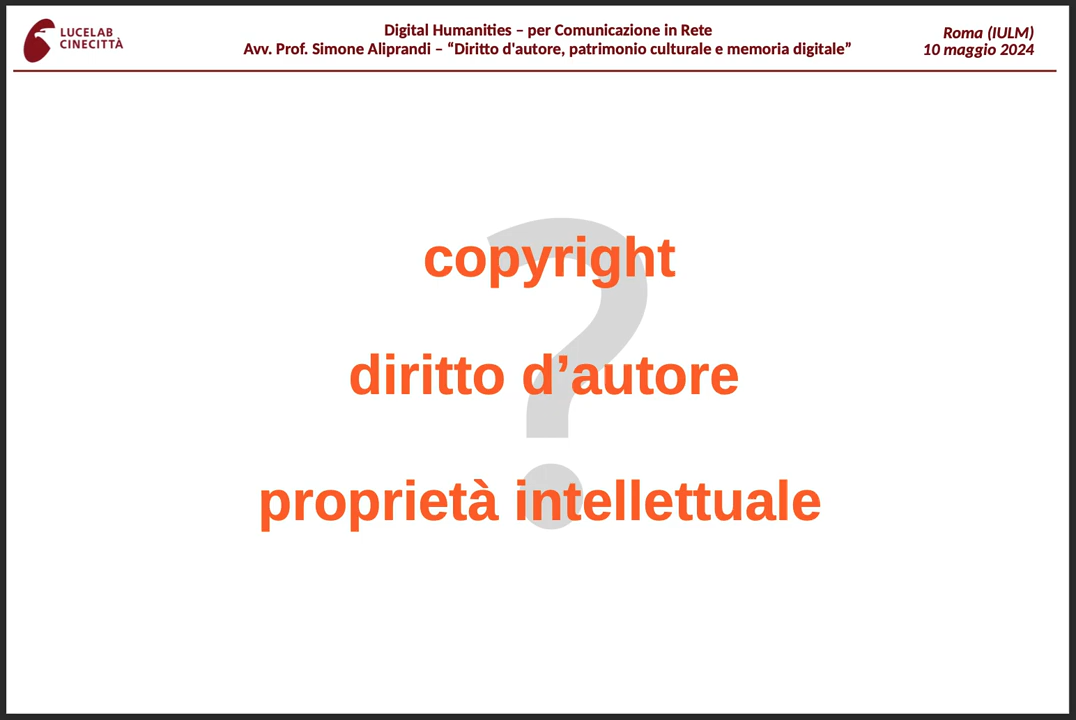 LUCELAB
CINECITTÀ
Digital Humanities – per Comunicazione in Rete
Avv. Prof. Simone Aliprandi – “Diritto d'autore, patrimonio culturale e memoria digitale”
Roma (IULM)
10 maggio 2024
?
copyright
diritto d’autore
proprietà intellettuale